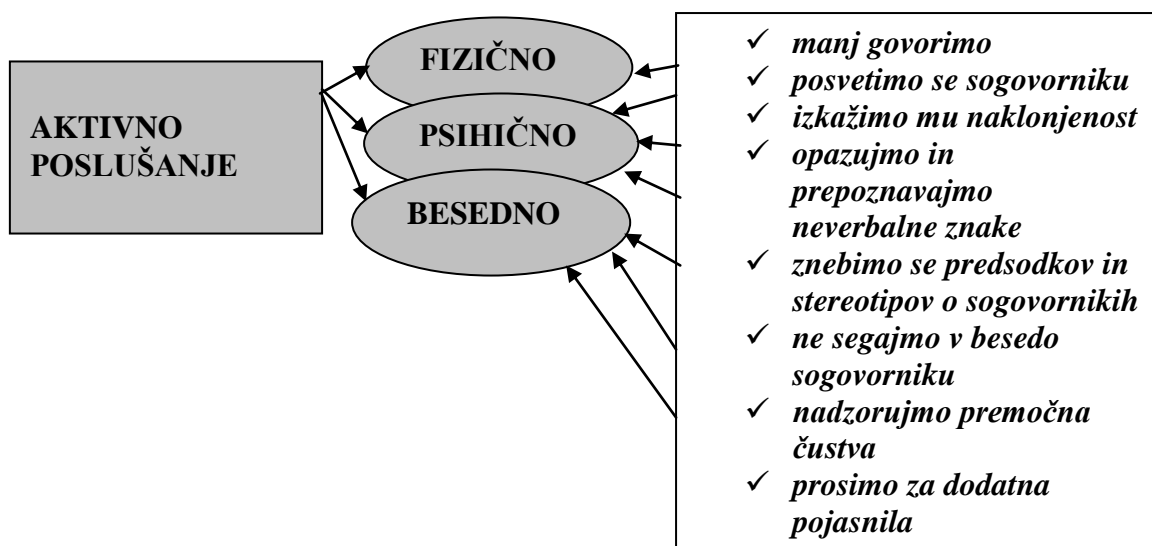 AKTIVNO
POSLUŠANJE
FIZIČNO
PSIHIČNO
BESEDNO
✓ manj govorimo
✓ posvetimo se sogovorniku
✓ izkažimo mu naklonjenost
✓ opazujmo in
prepoznavajmo
neverbalne znake
✓ znebimo se predsodkov in
stereotipov o sogovornikih
✓ ne segajmo v besedo
sogovorniku
✓ nadzorujmo premočna
čustva
✓ prosimo za dodatna
pojasnila